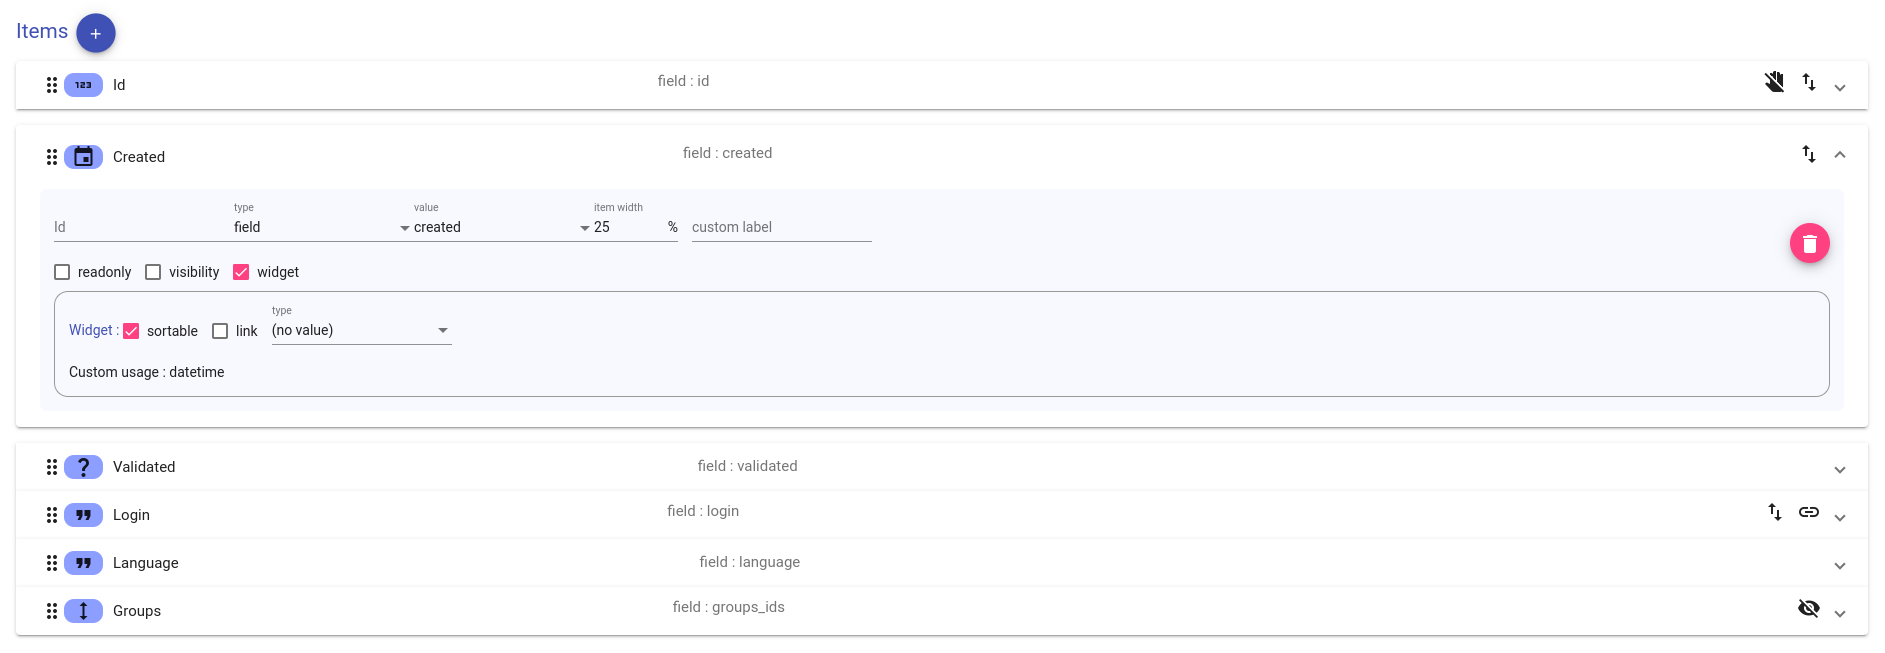 Items +
123 Id field : id
Created field : created
type value item width
Id field created 25 % custom label
readonly visibility widget
type
Widget : sortable link (no value)
Custom usage : datetime
? Validated field : validated
Login field : login
Language field : language
Groups field : groups_ids